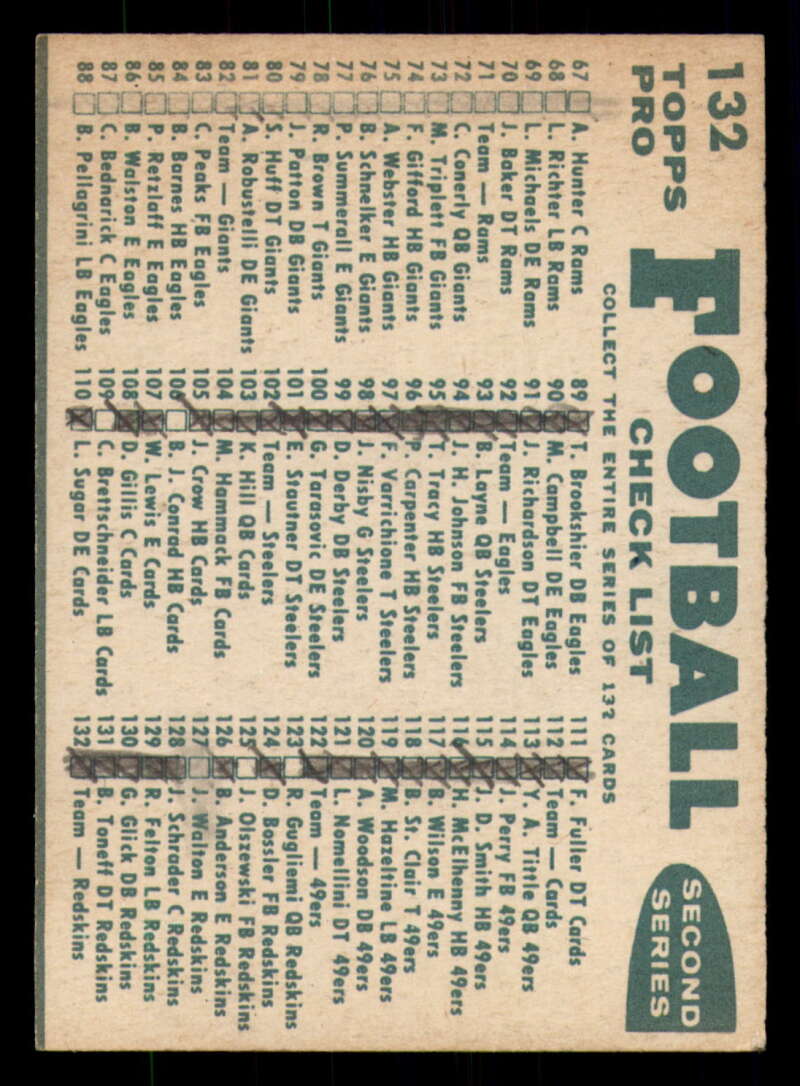 132
TOPPS PRO
FOOTBALL
CHECK LIST
SECOND SERIES
COLLECT THE ENTIRE SERIES OF 132 CARDS
67 A. Hunter C Rams
68 L. Richter LB Rams
69 L. Michaels DE Rams
70 J. Baker DT Rams
71 Team — Rams
72 C. Conerly QB Giants
73 M. Triplett FB Giants
74 F. Gifford HB Giants
75 A. Webster HB Giants
76 B. Schnelker E Giants
77 P. Summerall E Giants
78 R. Brown T Giants
79 J. Patton DB Giants
80 S. Huff DT Giants
81 A. Robustelli DE Giants
82 Team — Giants
83 C. Peaks FB Eagles
84 B. Barnes HB Eagles
85 P. Retzlaff E Eagles
86 B. Walston E Eagles
87 C. Bednarick C Eagles
88 B. Pellagrini LB Eagles
89 T. Brookshier DB Eagles
90 M. Campbell DE Eagles
91 J. Richardson DT Eagles
92 Team — Eagles
93 B. Layne QB Steelers
94 J. H. Johnson FB Steelers
95 T. Tracy HB Steelers
96 P. Carpenter HB Steelers
97 F. Varrichione T Steelers
98 J. Nisby G Steelers
99 D. Derby DB Steelers
100 G. Tarasovic DE Steelers
101 E. Stautner DT Steelers
102 Team — Steelers
103 K. Hill QB Cards
104 M. Hammack FB Cards
105 J. Crow HB Cards
106 B. J. Conrad HB Cards
107 W. Lewis E Cards
108 D. Gillis C Cards
109 C. Brettschneider LB Cards
110 L. Sugar DE Cards
111 F. Fuller DT Cards
112 Team — Cards
113 Y. A. Tittle QB 49ers
114 J. Perry FB 49ers
115 J. D. Smith HB 49ers
116 H. McElhenny HB 49ers
117 B. Wilson E 49ers
118 B. St. Clair T 49ers
119 M. Hazeltine LB 49ers
120 A. Woodson DB 49ers
121 L. Nomellini DT 49ers
122 Team — 49ers
123 R. Gugliemi QB Redskins
124 D. Bossler FB Redskins
125 J. Olszewski FB Redskins
126 B. Anderson E Redskins
127 J. Walton E Redskins
128 J. Schrader C Redskins
129 R. Felton LB Redskins
130 G. Glick DB Redskins
131 B. Toneff DT Redskins
132 Team — Redskins